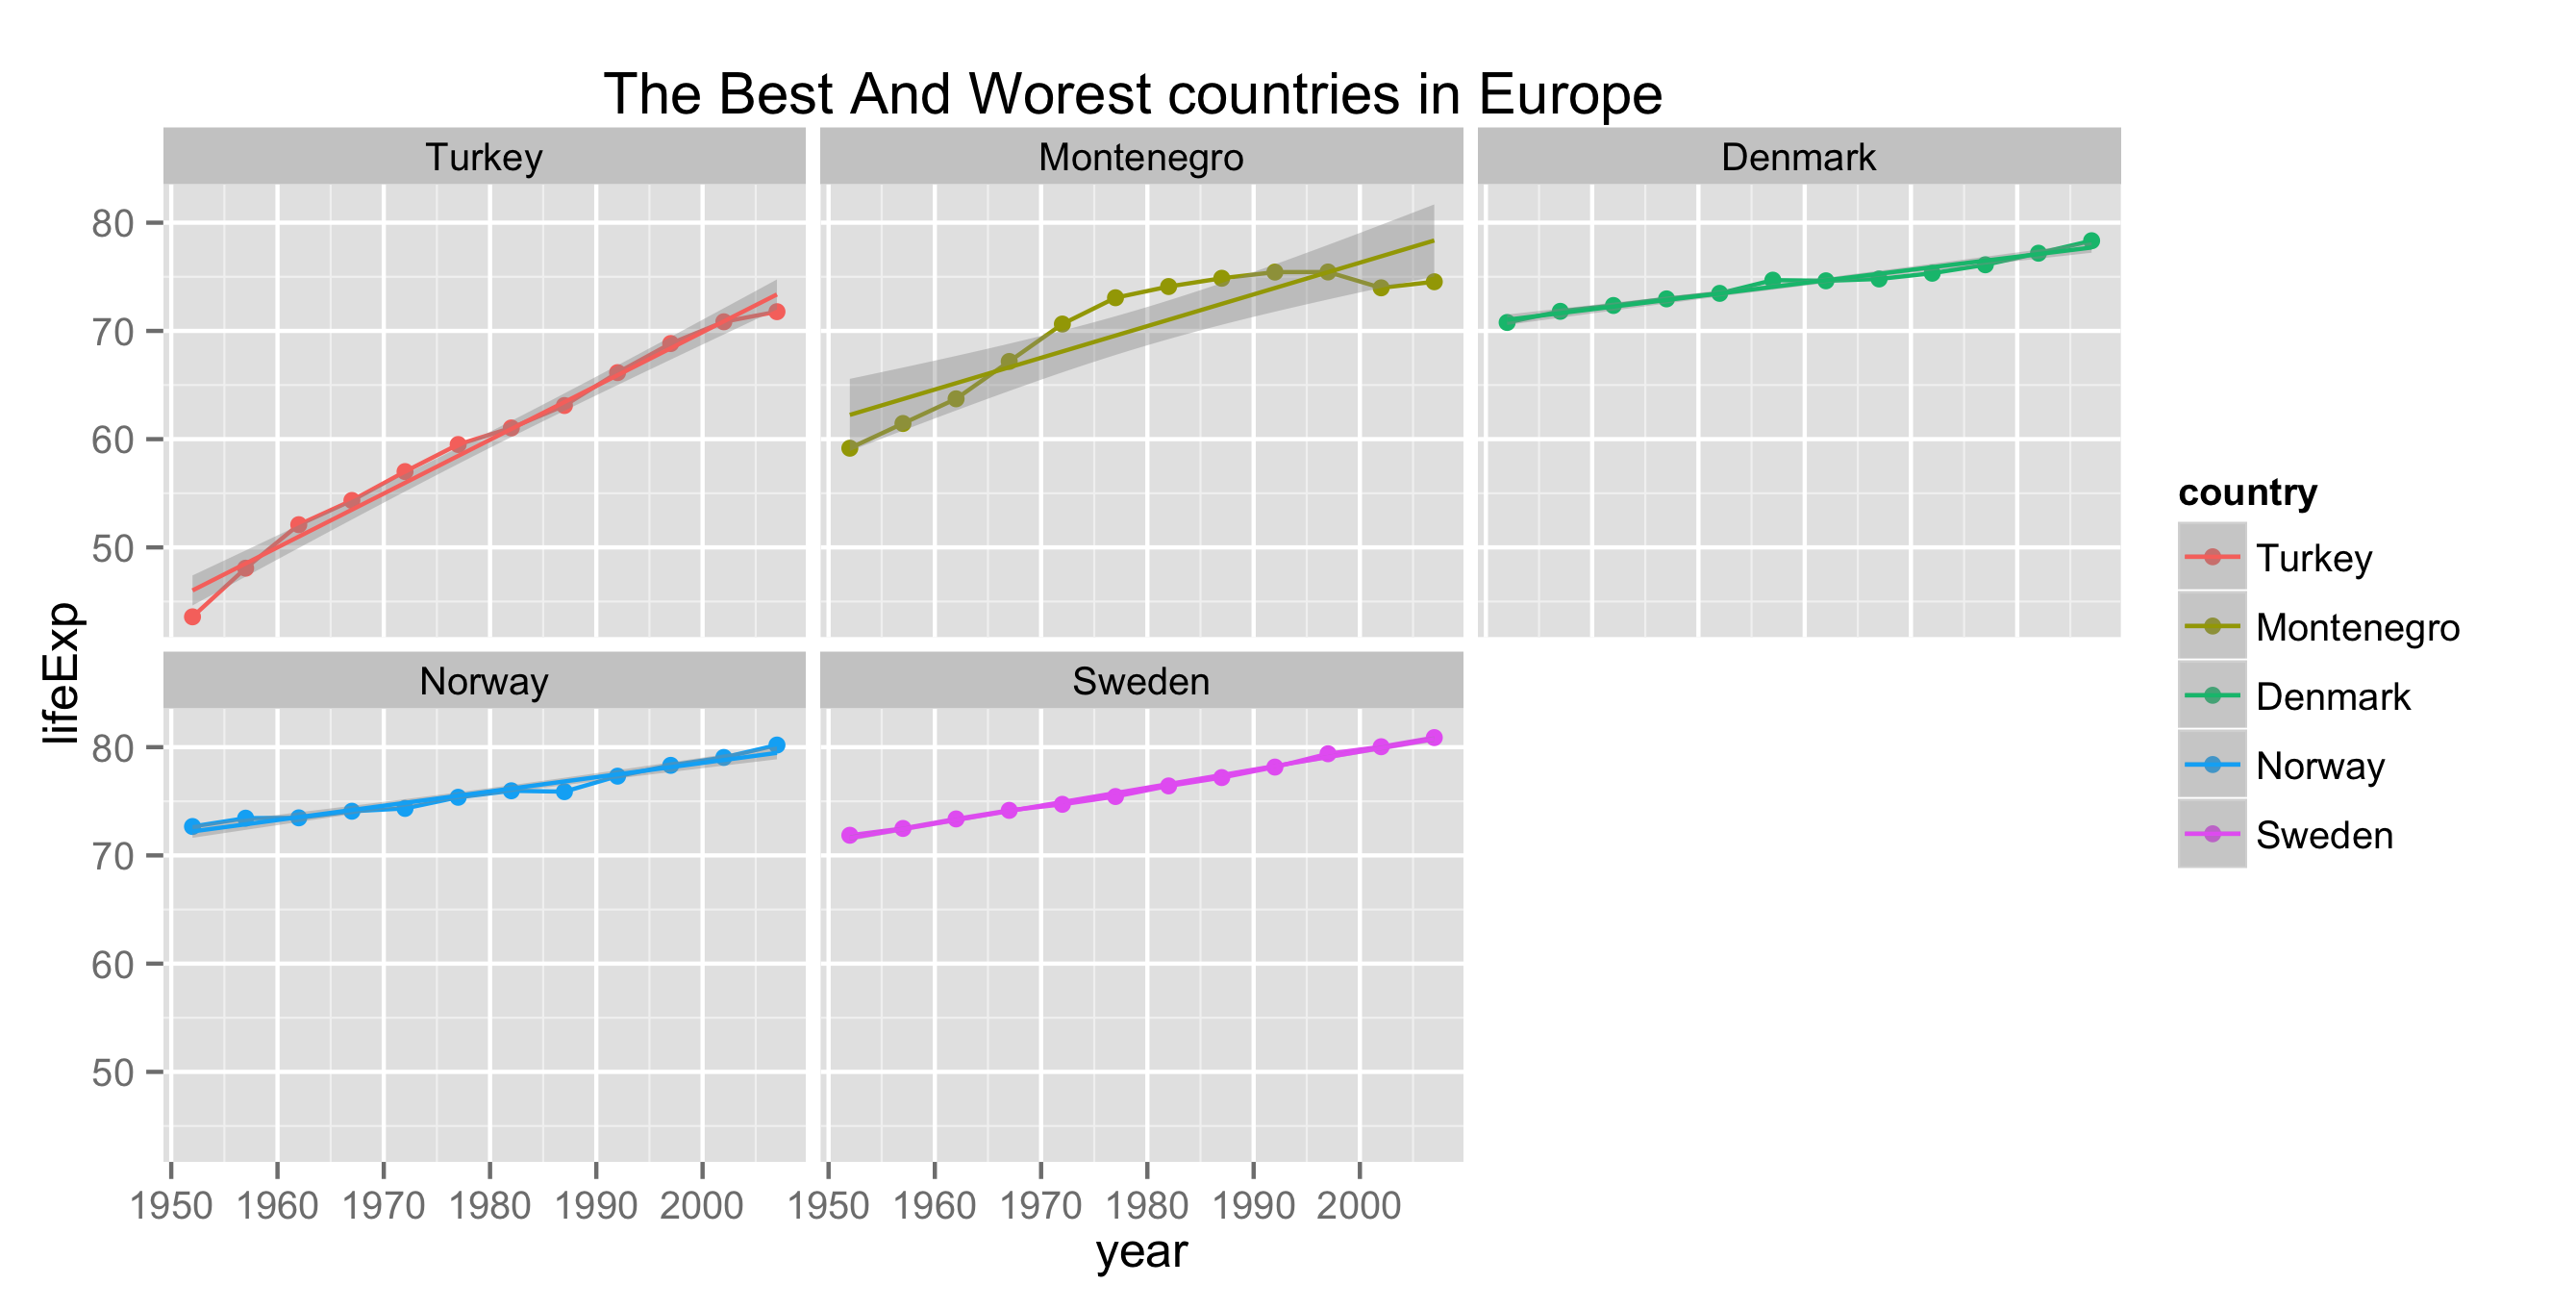 The Best And Worest countries in Europe
Turkey Montenegro Denmark
80
70
60
50
lifeExp
Norway Sweden
80
70
60
50
1950 1960 1970 1980 1990 2000 1950 1960 1970 1980 1990 2000
year
country
Turkey
Montenegro
Denmark
Norway
Sweden